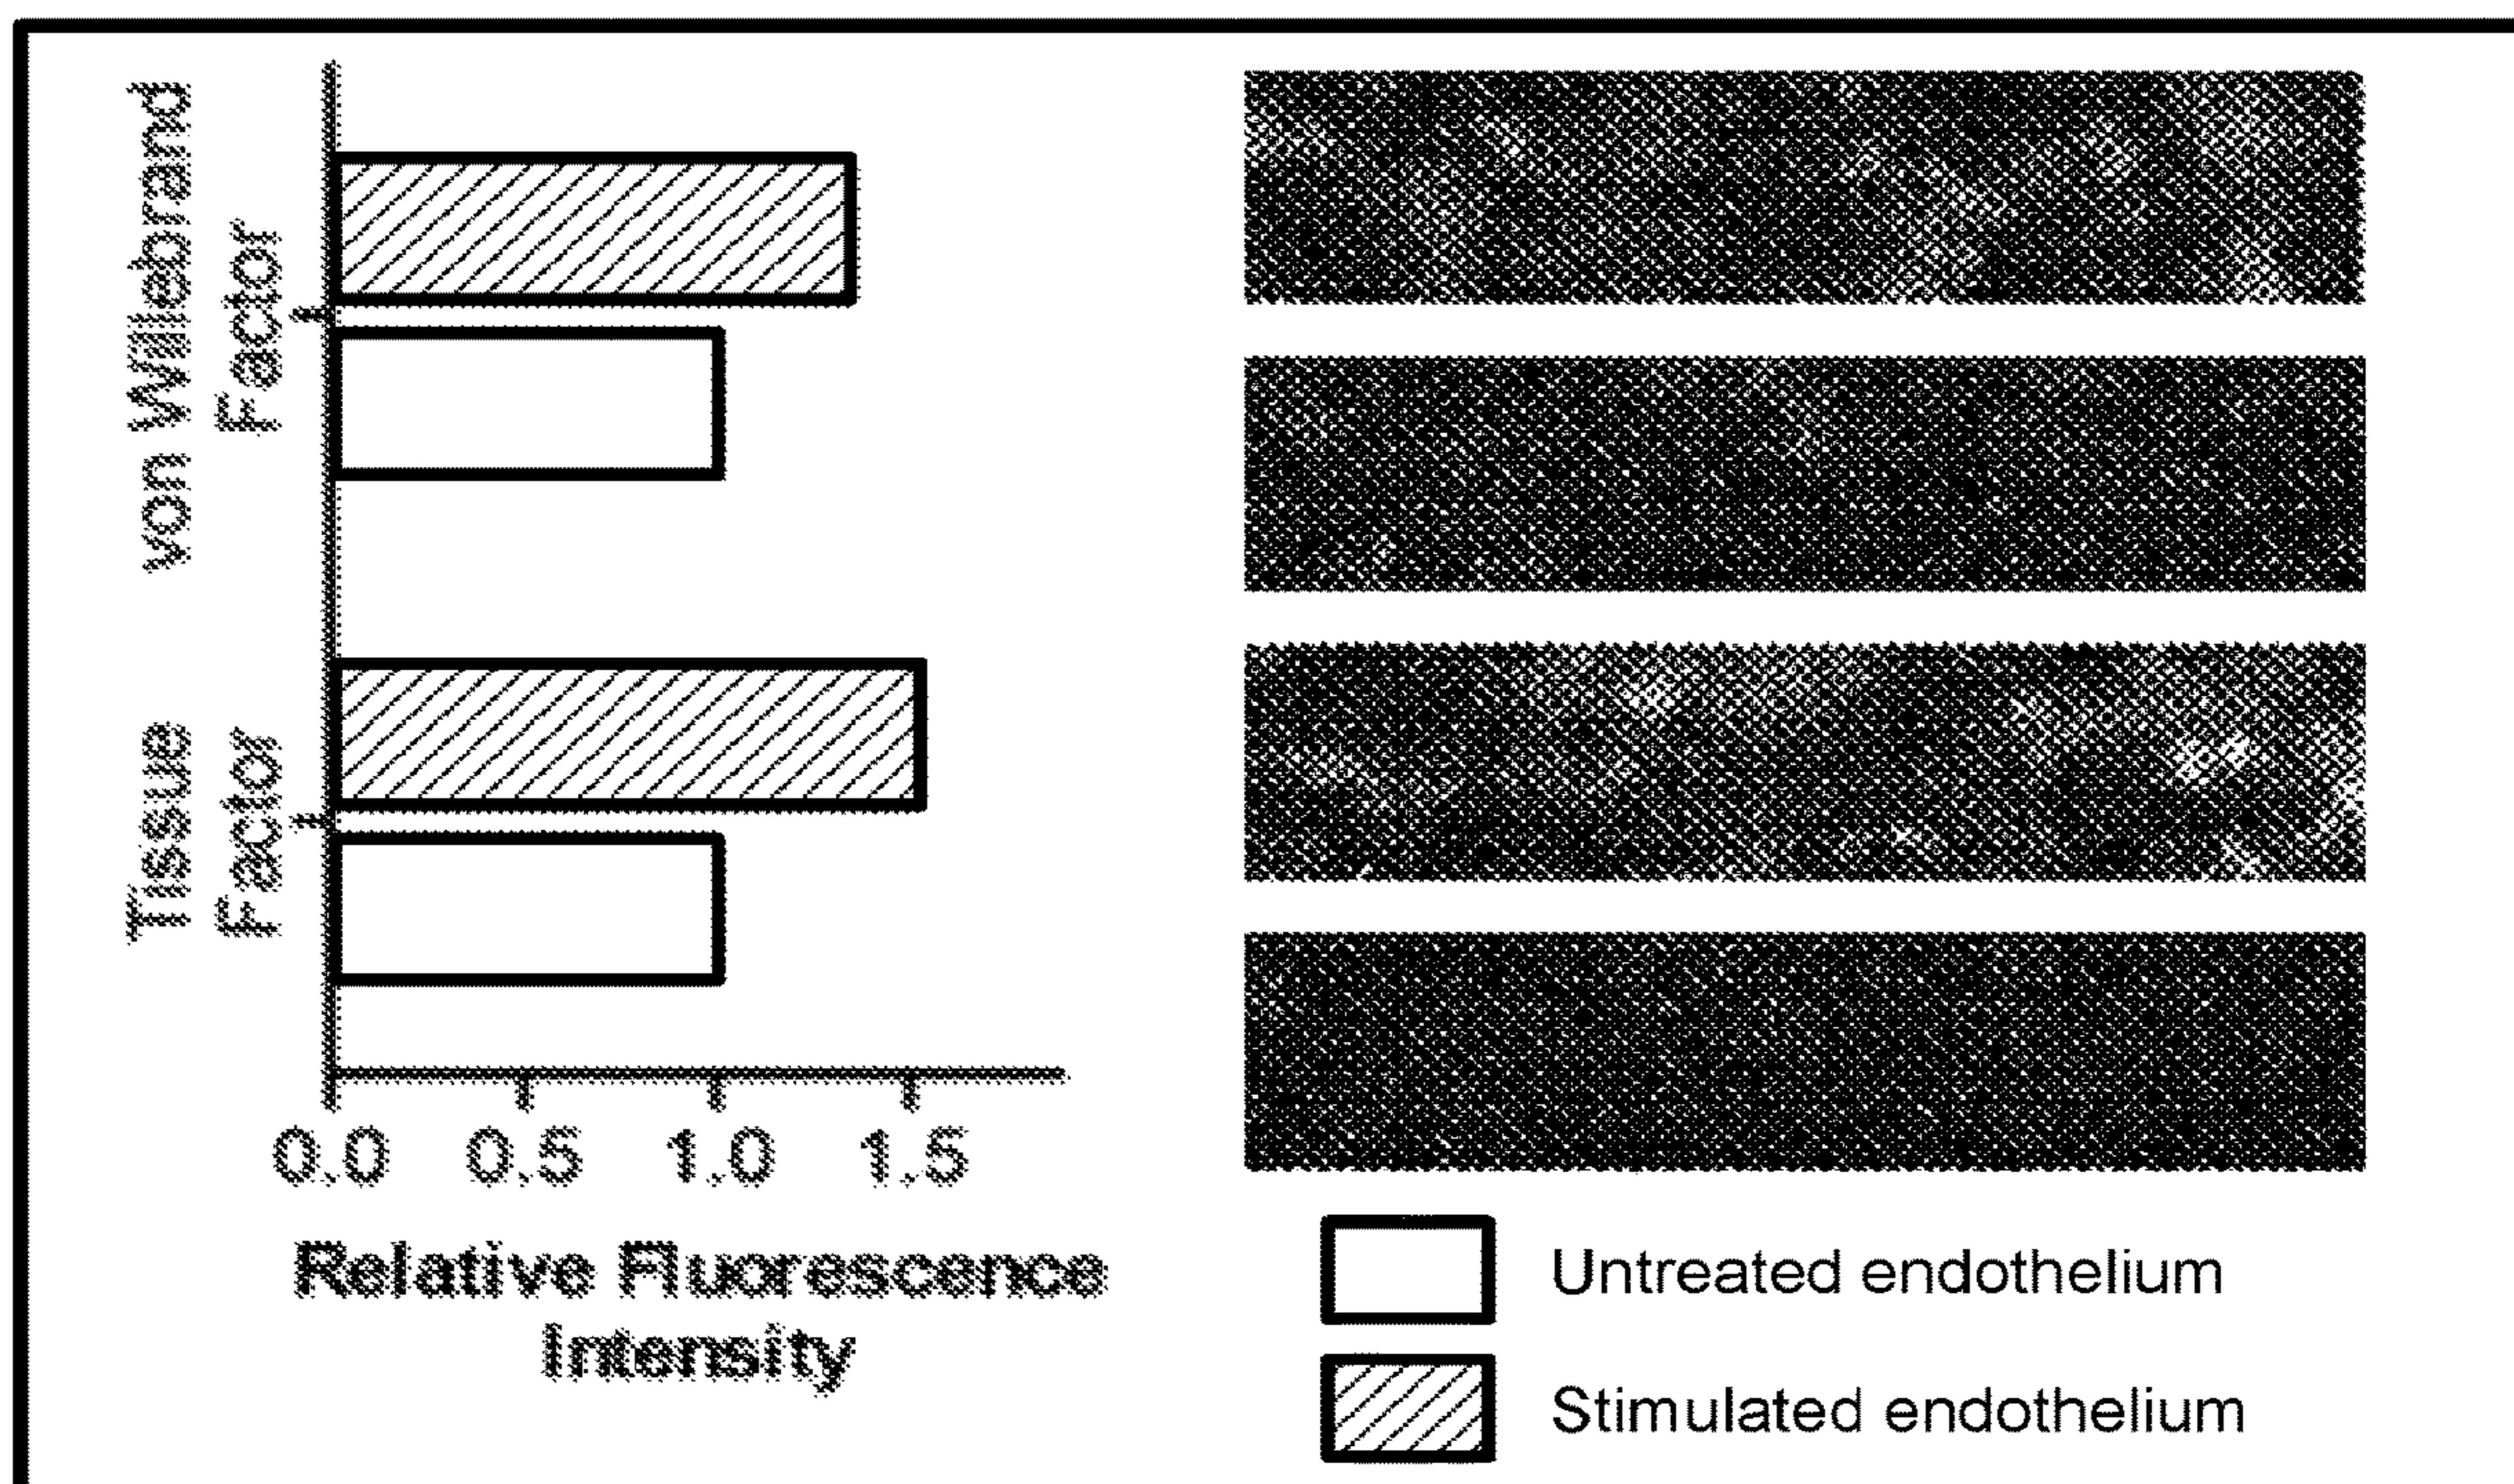 von Willebrand
Factor
Tissue
Factor
0.0 0.5 1.0 1.5
Relative Fluorescence
Intensity
Untreated endothelium
Stimulated endothelium